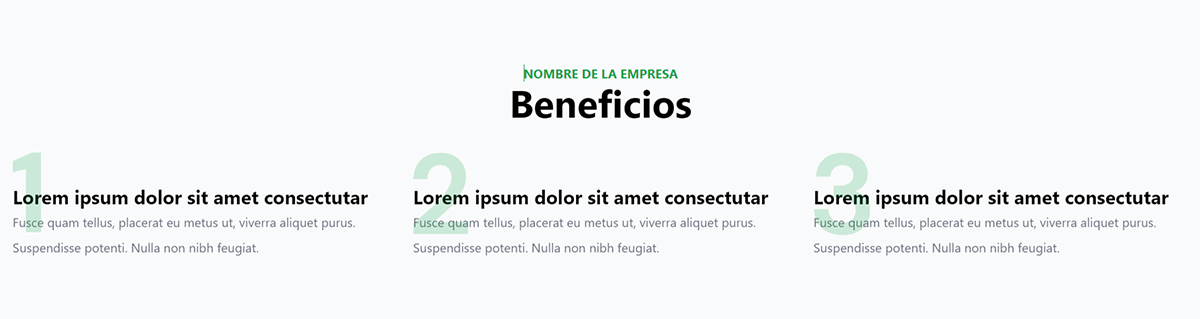 NOMBRE DE LA EMPRESA
Beneficios
1
Lorem ipsum dolor sit amet consectutar
Fusce quam tellus, placerat eu metus ut, viverra aliquet purus.
Suspendisse potenti. Nulla non nibh feugiat.
2
Lorem ipsum dolor sit amet consectutar
Fusce quam tellus, placerat eu metus ut, viverra aliquet purus.
Suspendisse potenti. Nulla non nibh feugiat.
3
Lorem ipsum dolor sit amet consectutar
Fusce quam tellus, placerat eu metus ut, viverra aliquet purus.
Suspendisse potenti. Nulla non nibh feugiat.